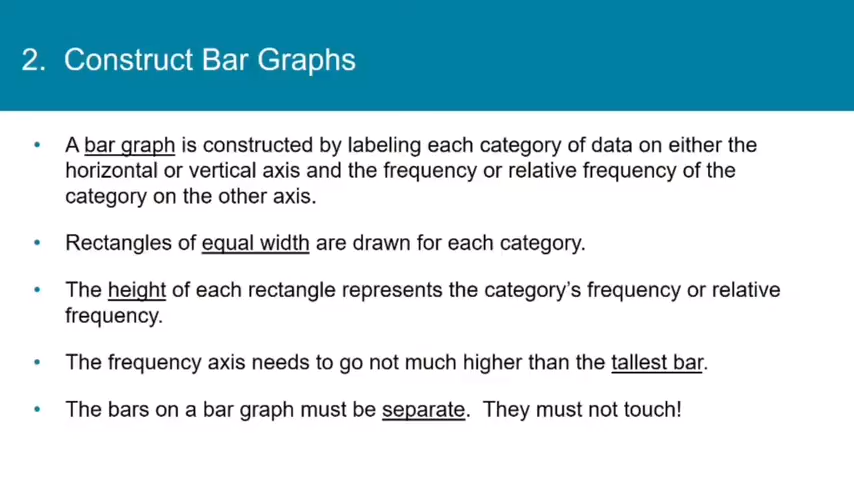 2. Construct Bar Graphs
• A bar graph is constructed by labeling each category of data on either the
horizontal or vertical axis and the frequency or relative frequency of the
category on the other axis.
• Rectangles of equal width are drawn for each category.
• The height of each rectangle represents the category’s frequency or relative
frequency.
• The frequency axis needs to go not much higher than the tallest bar.
• The bars on a bar graph must be separate. They must not touch!